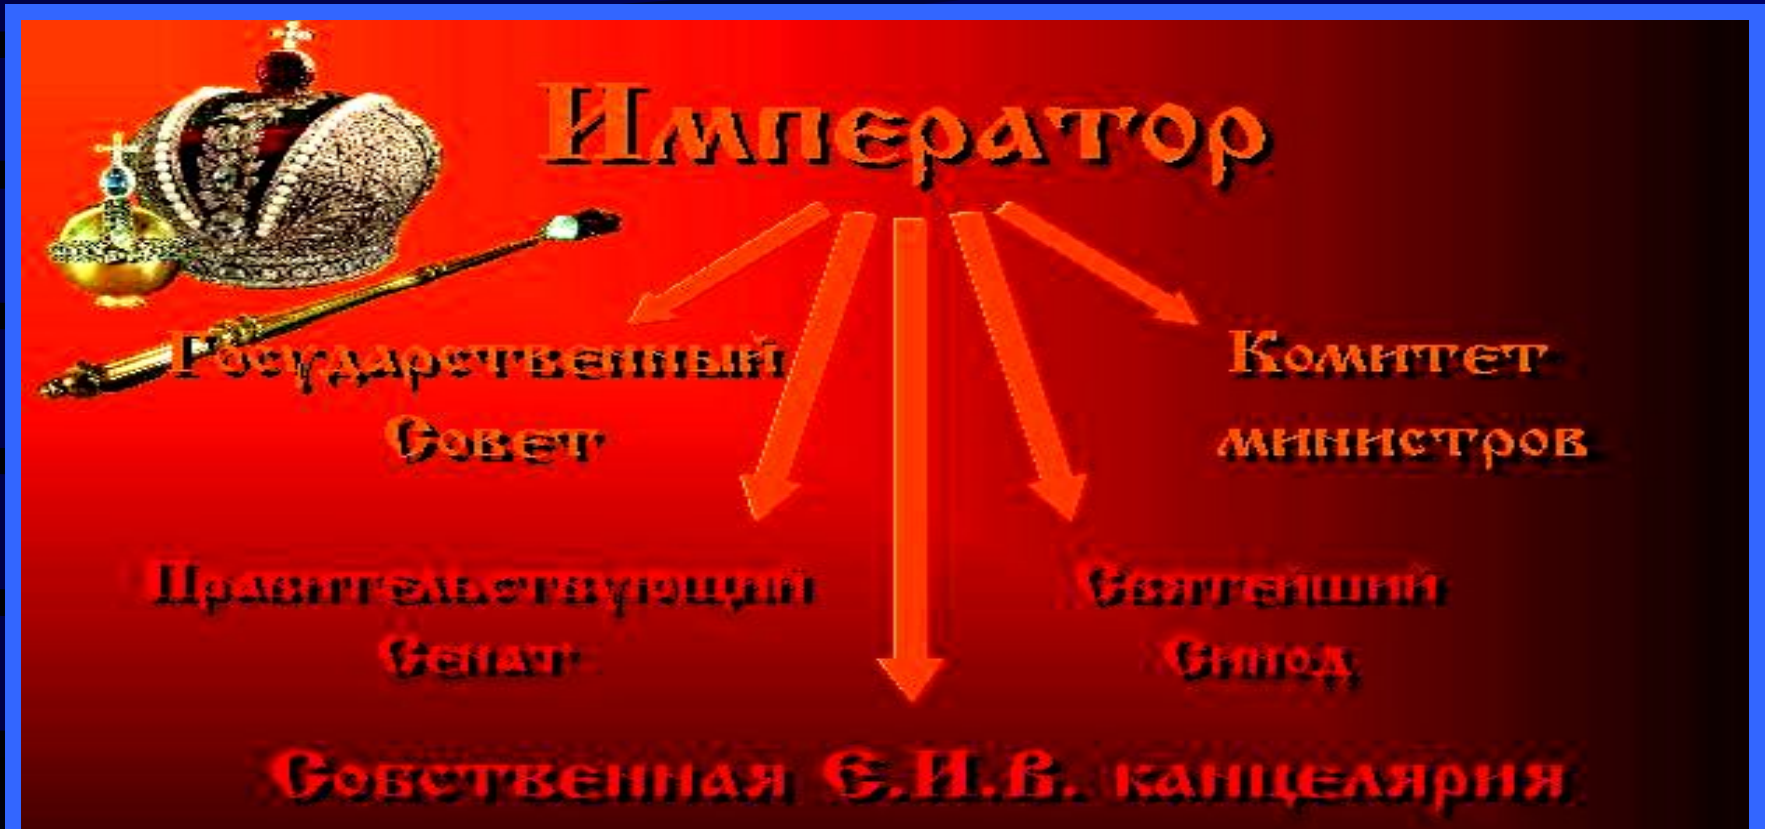 Император
Государственный
Совет
Комитет
министров
Правительствующий
Сенат
Святейший
Синод
Собственная Е.И.В. канцелярия